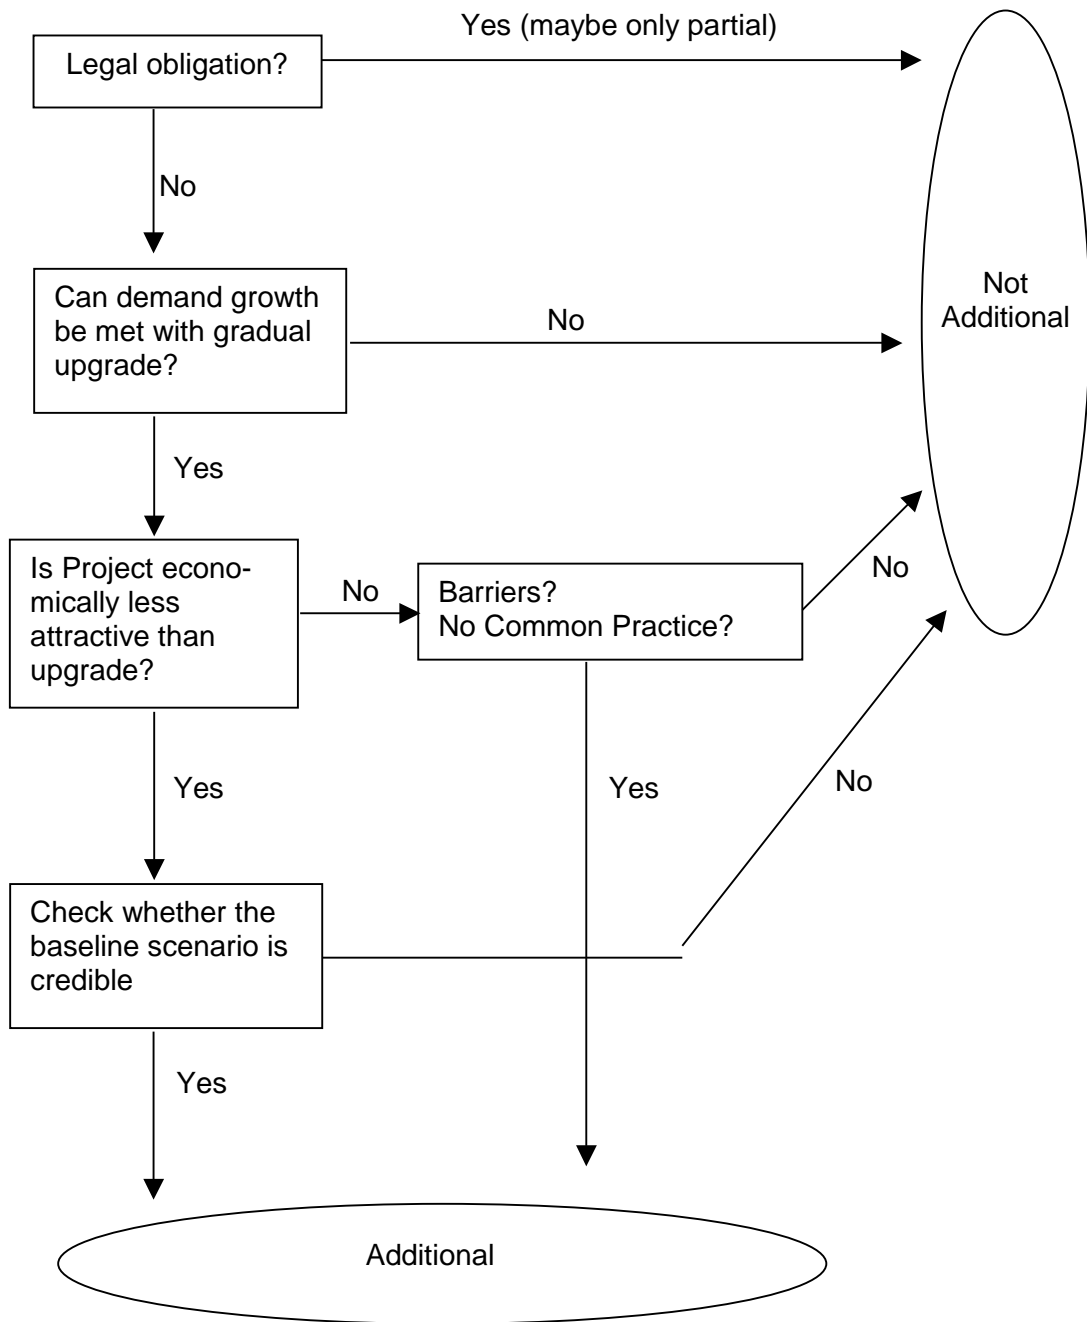 Yes (maybe only partial)
Legal obligation?
No
Can demand growth
be met with gradual
upgrade?
No
Not
Additional
Yes
Is Project econo-
mically less
attractive than
upgrade?
No
Barriers?
No Common Practice?
No
Yes
Yes
No
Check whether the
baseline scenario is
credible
Yes
Additional